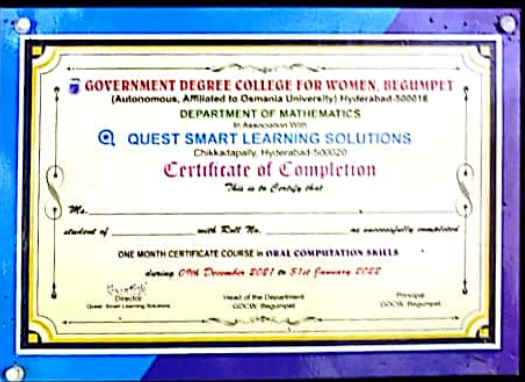 GOVERNMENT DEGREE COLLEGE FOR WOMEN, BEGUMPET
(Autonomous, Affiliated to Osmania University) Hyderabad-500016
DEPARTMENT OF MATHEMATICS
In Association With
QUEST SMART LEARNING SOLUTIONS
Chikkadapally, Hyderabad-500020
Certificate of Completion
This is to Certify that
Ms.
student of with Roll No. as successfully completed
ONE MONTH CERTIFICATE COURSE in ORAL COMPUTATION SKILLS
during 09th December 2021 to 31st January 2022
Director Head of the Department Principal
Quest Smart Learning Solutions GDCW, Begumpet GDCW, Begumpet